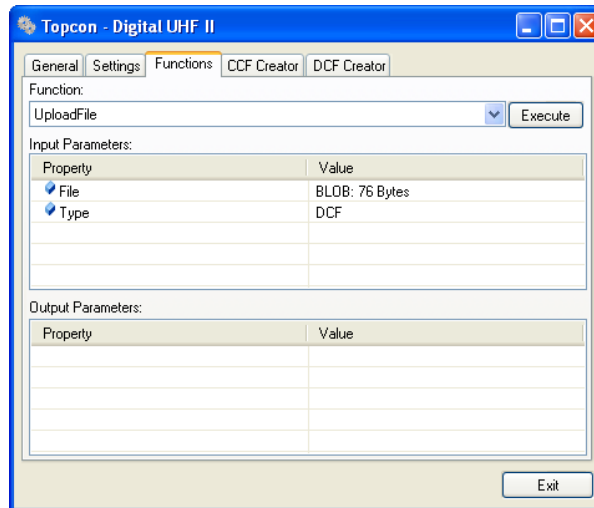 Topcon - Digital UHF II
General Settings Functions CCF Creator DCF Creator
Function:
UploadFile Execute
Input Parameters:
Property Value
File BLOB: 76 Bytes
Type DCF
Output Parameters:
Property Value
Exit